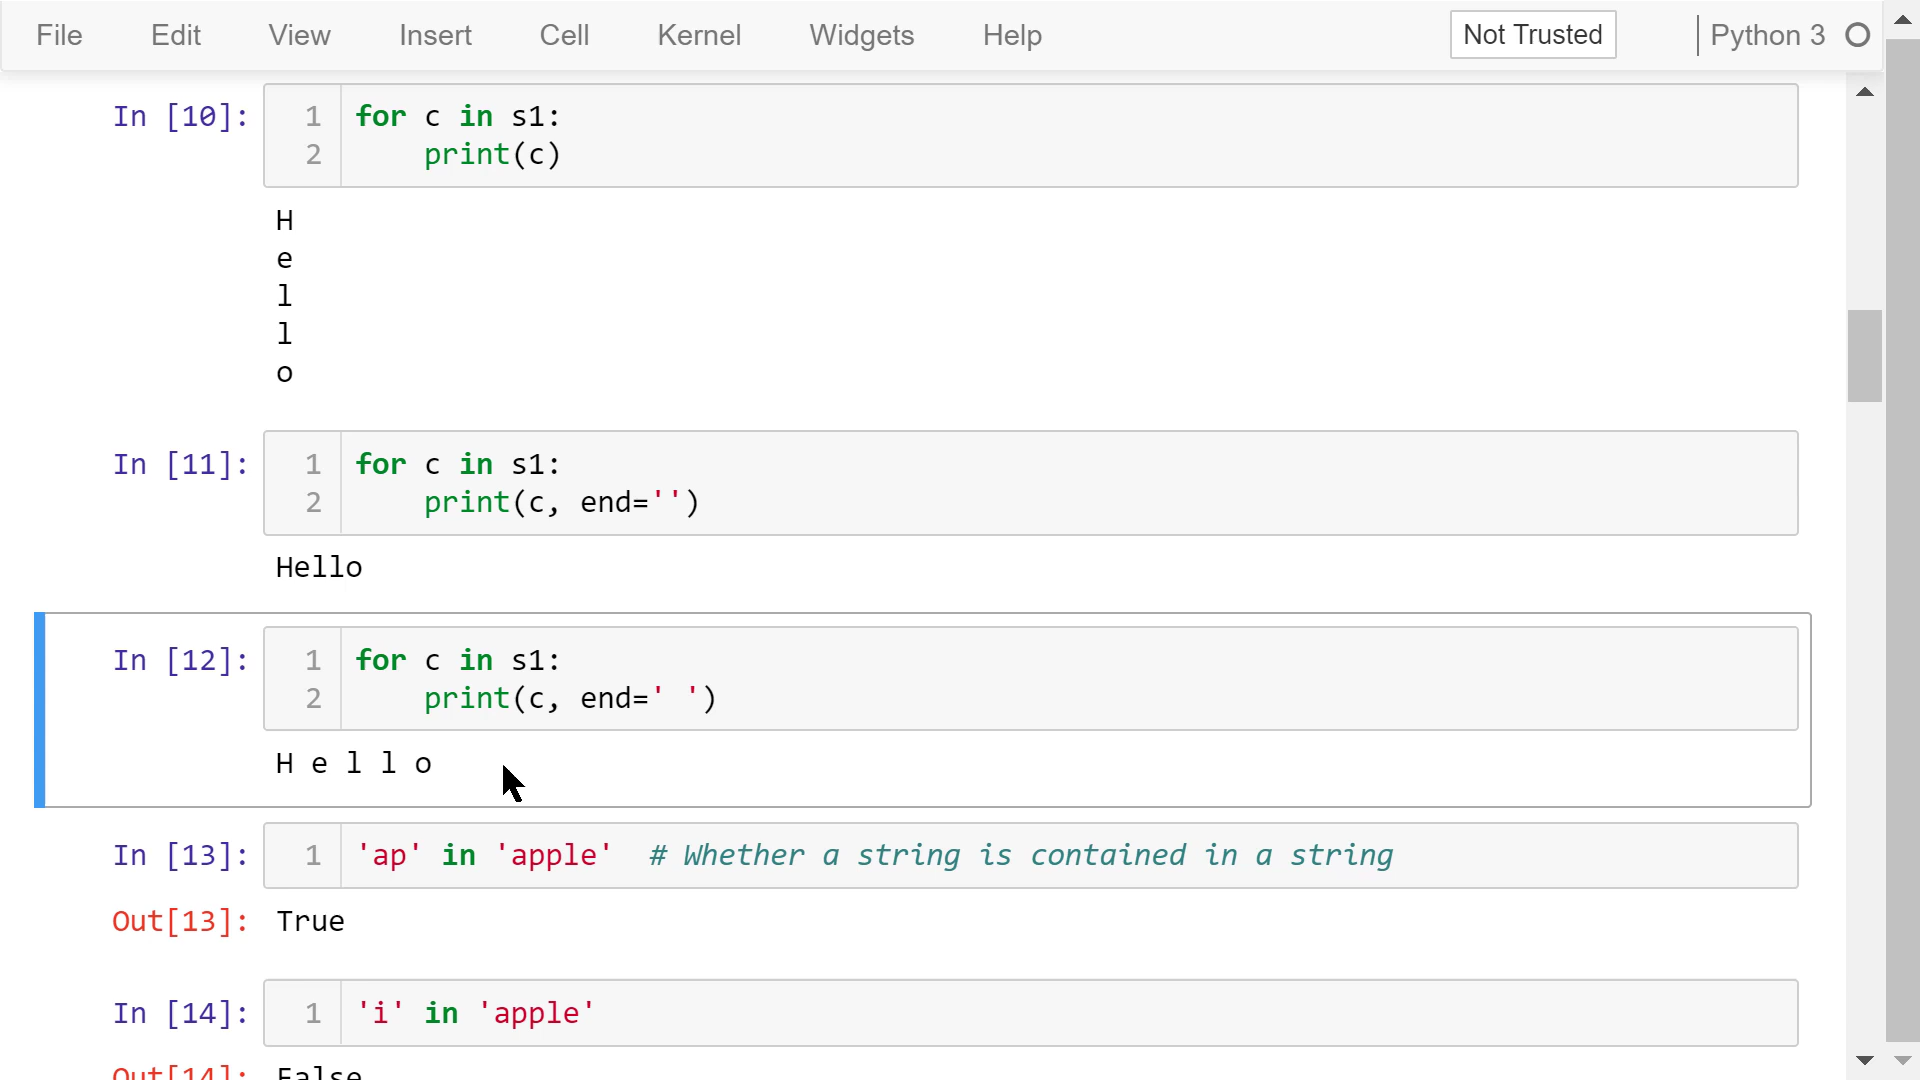 File Edit View Insert Cell Kernel Widgets Help Not Trusted Python 3
In [10]: 1 for c in s1:
2 print(c)
H
e
l
l
o
In [11]: 1 for c in s1:
2 print(c, end='')
Hello
In [12]: 1 for c in s1:
2 print(c, end=' ')
H e l l o
In [13]: 1 'ap' in 'apple' # Whether a string is contained in a string
Out[13]: True
In [14]: 1 'i' in 'apple'
Out[14]: False